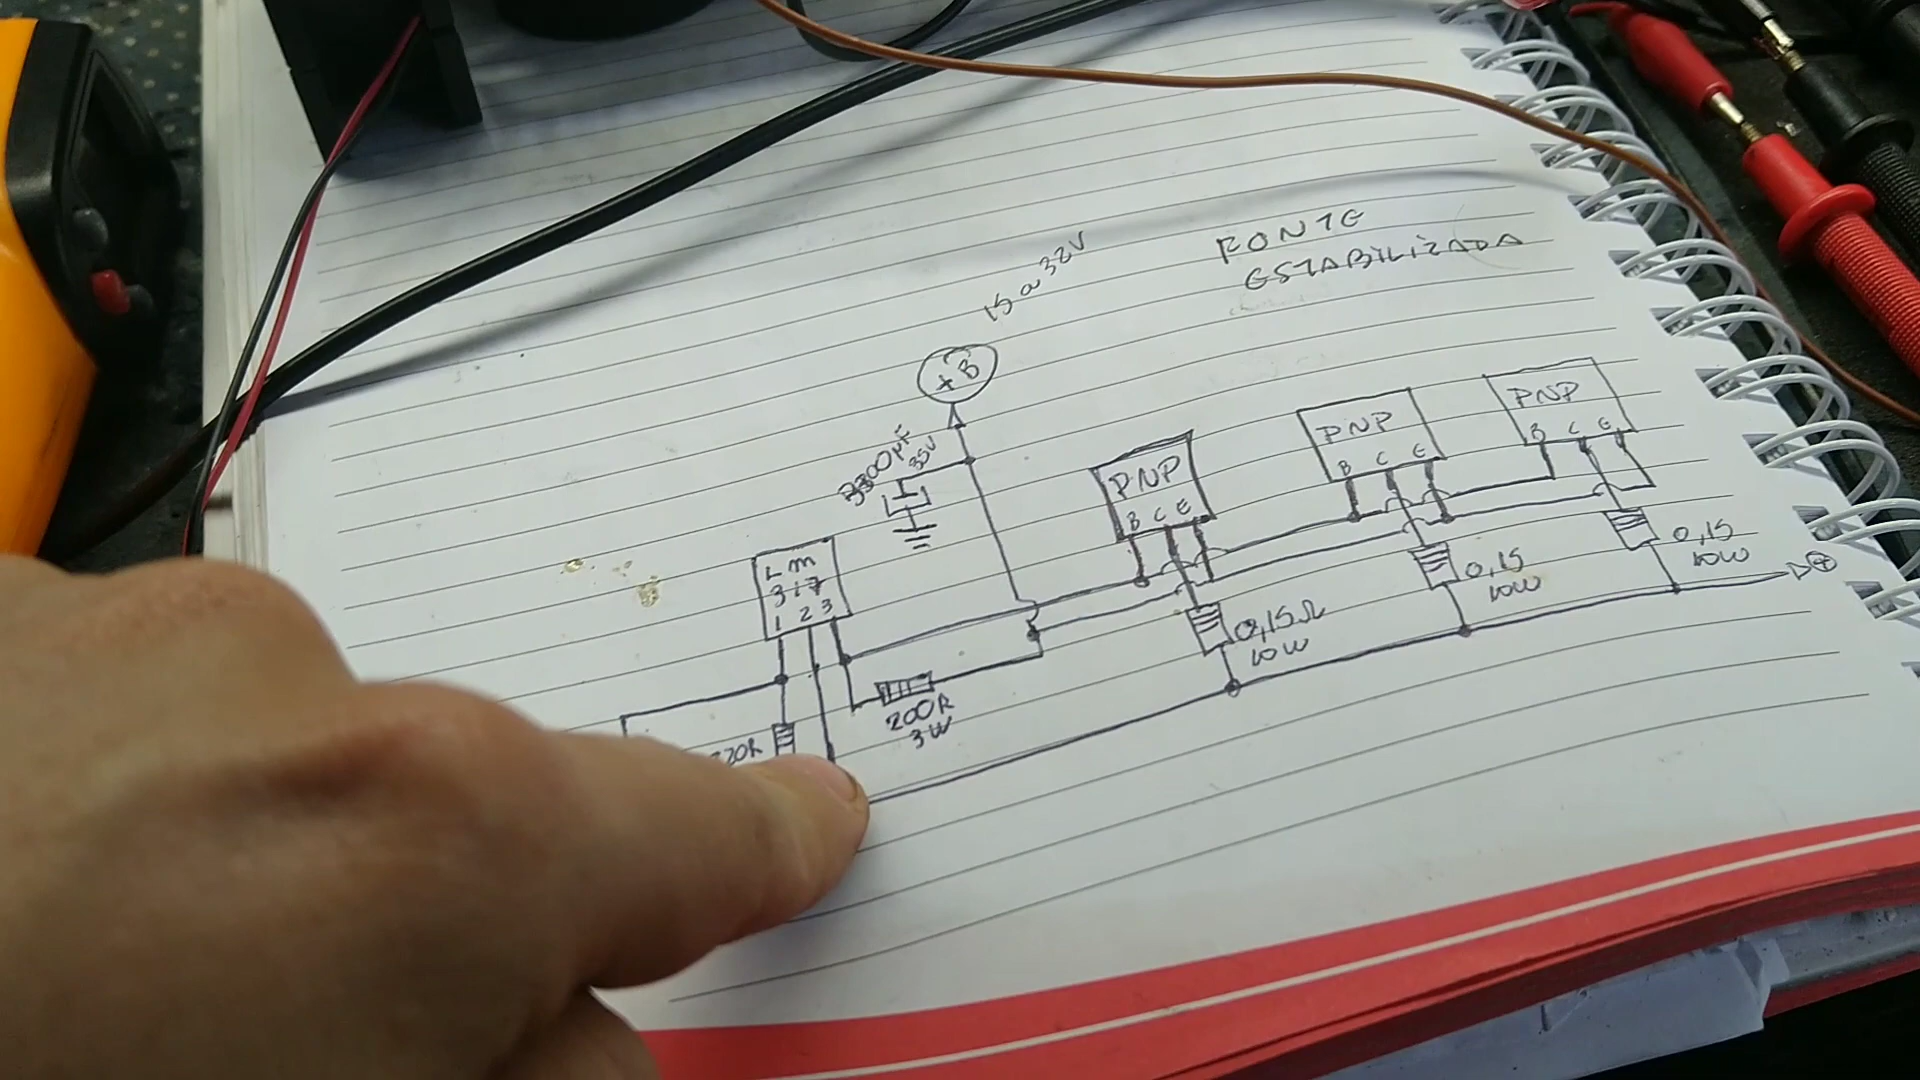 FONTE
ESTABILIZADA
15 a 32V
+B
3300µF
35V
PNP
B C E
PNP
B C E
PNP
B C E
LM
317
1 2 3
0,15Ω
10W
0,15
10W
0,15
10W
+
200R
3W